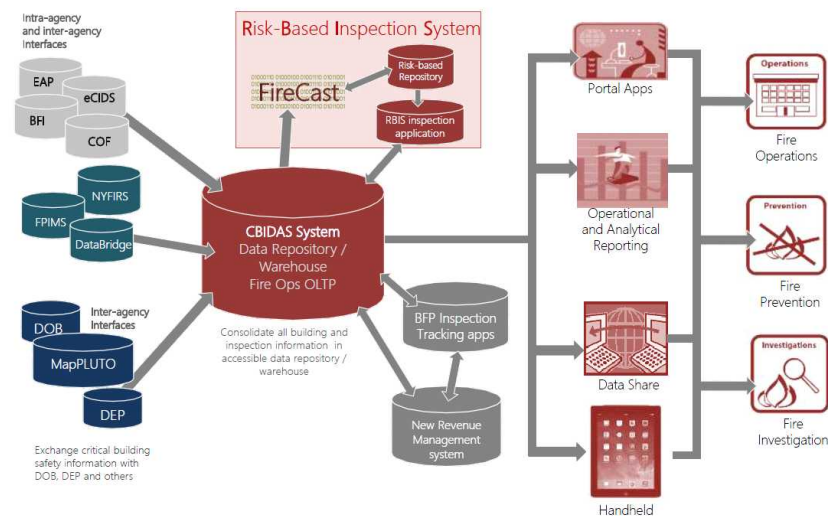 Intra-agency
and inter-agency
Interfaces
EAP
eCIDS
BFI
COF
NYFIRS
FPIMS
DataBridge
Inter-agency
Interfaces
DOB
MapPLUTO
DEP
Exchange critical building
safety information with
DOB, DEP and others
Risk-Based Inspection System
FireCast
Risk-based
Repository
RBIS inspection
application
CBIDAS System
Data Repository /
Warehouse
Fire Ops OLTP
Consolidate all building and
inspection information in
accessible data repository /
warehouse
BFP Inspection
Tracking apps
New Revenue
Management
system
Portal Apps
Operational
and Analytical
Reporting
Data Share
Handheld
Operations
Fire
Operations
Prevention
Fire
Prevention
Investigations
Fire
Investigation